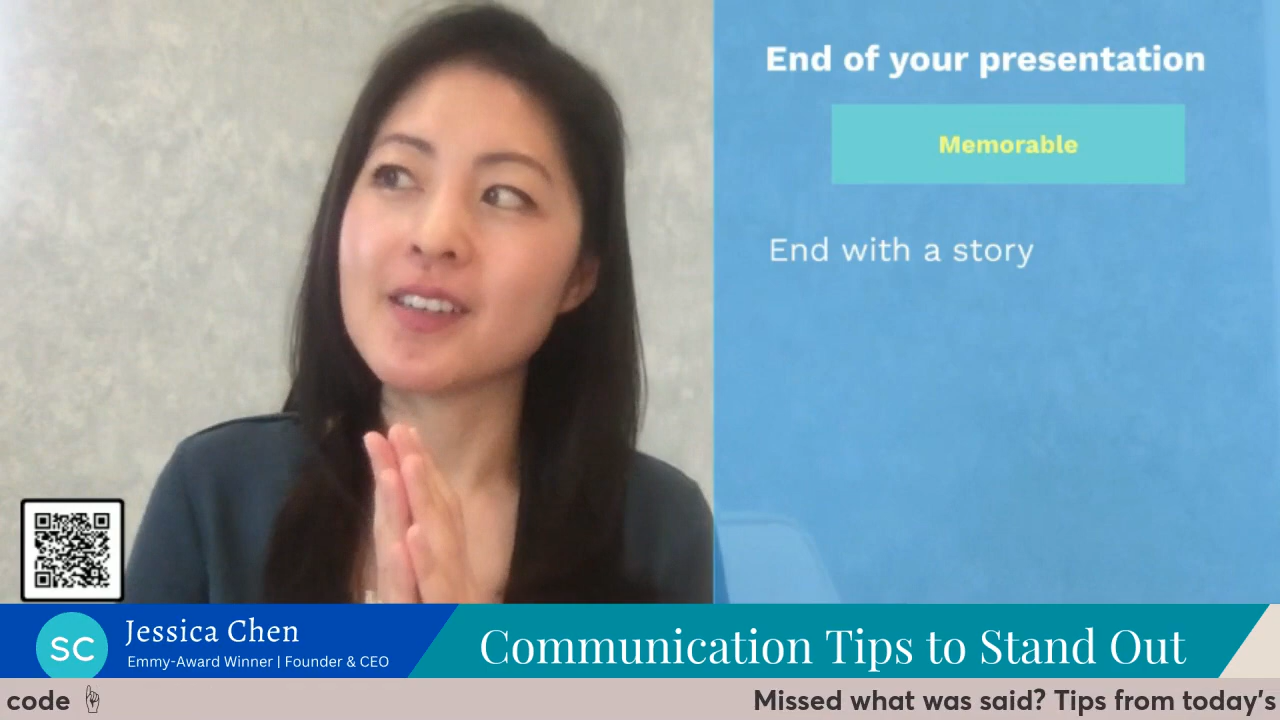 End of your presentation
Memorable
End with a story
SC
Jessica Chen
Emmy-Award Winner | Founder & CEO
Communication Tips to Stand Out
code ☝
Missed what was said? Tips from today's